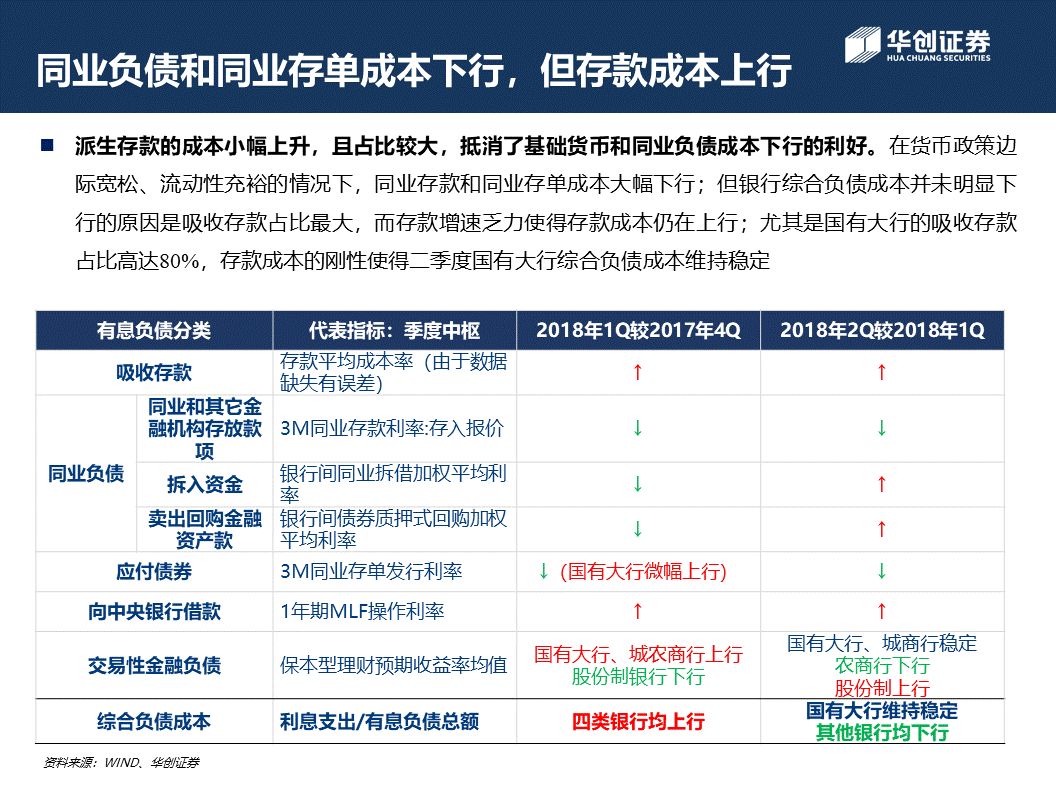 同业负债和同业存单成本下行，但存款成本上行
华创证券
HUA CHUANG SECURITIES
■ 派生存款的成本小幅上升，且占比较大，抵消了基础货币和同业负债成本下行的利好。在货币政策边
际宽松、流动性充裕的情况下，同业存款和同业存单成本大幅下行；但银行综合负债成本并未明显下
行的原因是吸收存款占比最大，而存款增速乏力使得存款成本仍在上行；尤其是国有大行的吸收存款
占比高达80%，存款成本的刚性使得二季度国有大行综合负债成本维持稳定
有息负债分类 代表指标：季度中枢 2018年1Q较2017年4Q 2018年2Q较2018年1Q
吸收存款
存款平均成本率（由于数据
缺失有误差）
↑ ↑
同业负债
同业和其它金
融机构存放款
项
3M同业存款利率:存入报价 ↓ ↓
拆入资金
银行间同业拆借加权平均利
率
↓ ↑
卖出回购金融
资产款
银行间债券质押式回购加权
平均利率
↓ ↑
应付债券 3M同业存单发行利率 ↓（国有大行微幅上行） ↓
向中央银行借款 1年期MLF操作利率 ↑ ↑
交易性金融负债 保本型理财预期收益率均值
国有大行、城农商行上行
股份制银行下行
国有大行、城商行稳定
农商行下行
股份制上行
综合负债成本 利息支出/有息负债总额 四类银行均上行
国有大行维持稳定
其他银行均下行
资料来源：WIND、华创证券